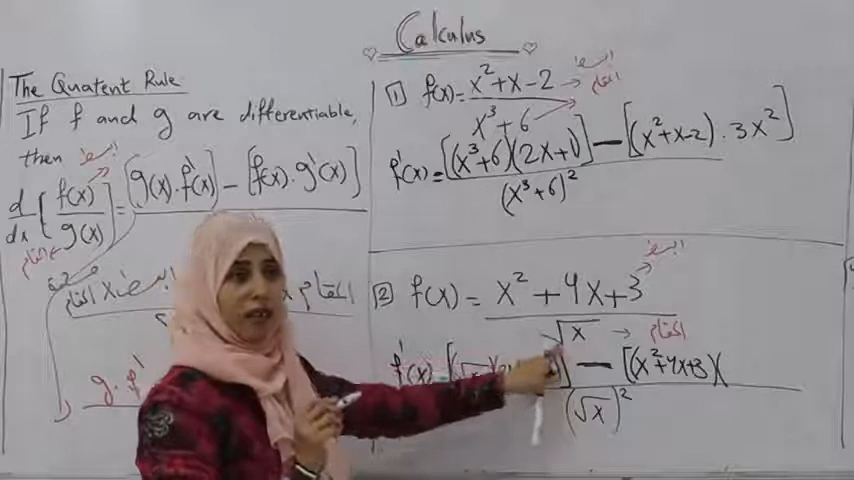 Calculus
The Quatent Rule
If f and g are differentiable,
then البسط
d/dx [f(x)/g(x)] = [g(x).f'(x)] - [f(x).g'(x)]
المقام
المقام x البسط
المقام
g.f'
1 f(x)= x²+x-2 → البسط
x³+6 المقام
f'(x)= [(x³+6)(2x+1)] - [(x²+x-2).3x²]
(x³+6)²
2 f(x) = x²+4x+3 → البسط
√x → المقام
f'(x) [ ] - [(x²+4x+3)(
(√x)²